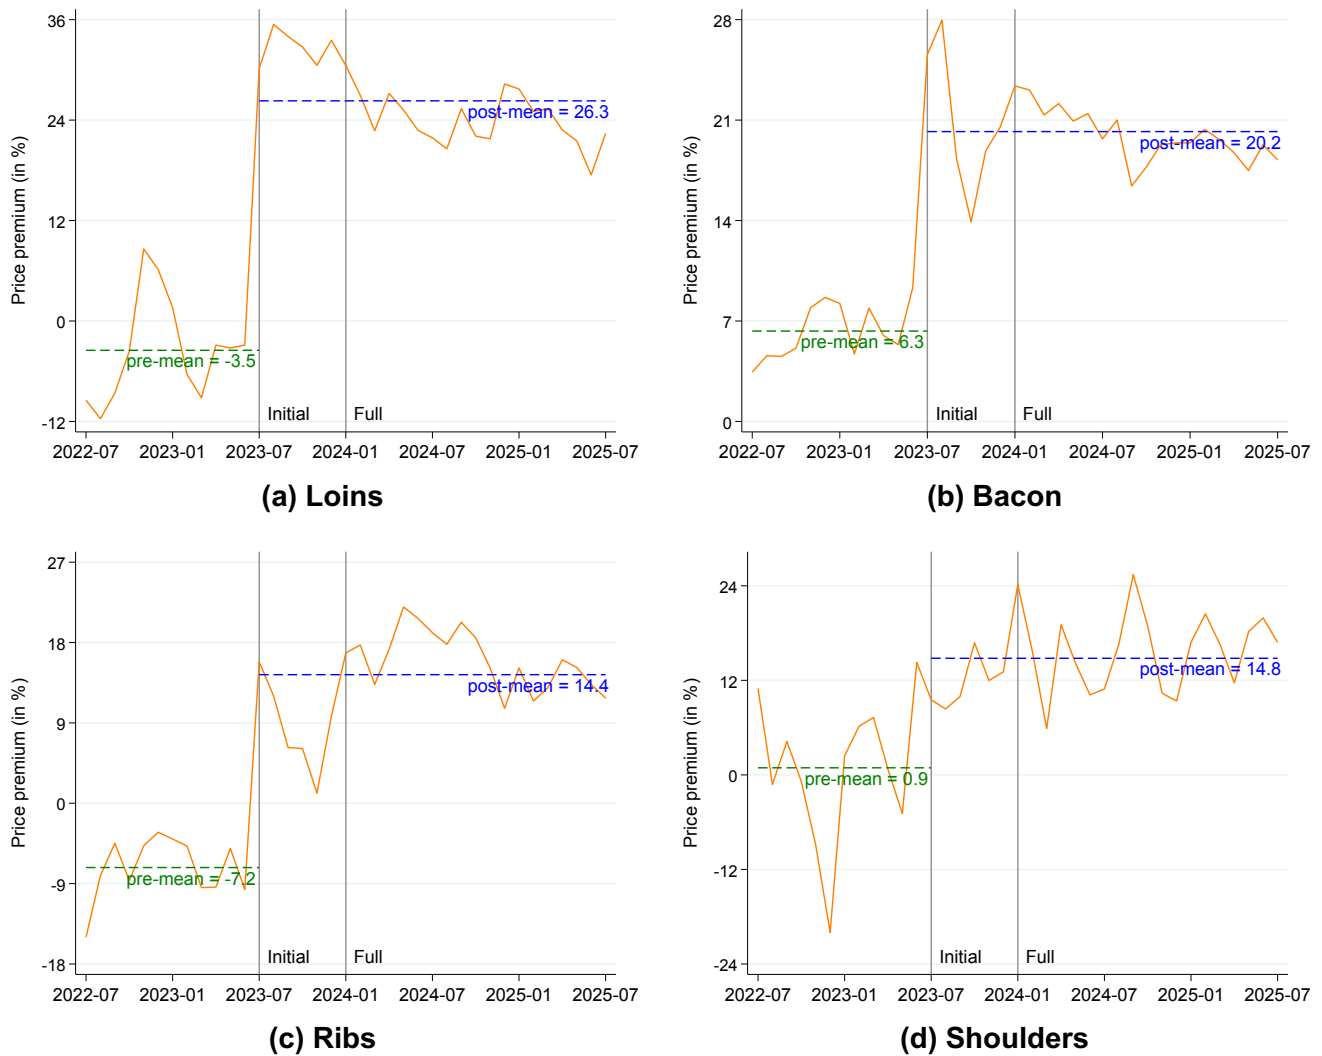 Price premium (in %)
36
24
12
0
-12
post-mean = 26.3
pre-mean = -3.5
Initial
Full
2022-07 2023-01 2023-07 2024-01 2024-07 2025-01 2025-07
(a) Loins
Price premium (in %)
28
21
14
7
0
post-mean = 20.2
pre-mean = 6.3
Initial
Full
2022-07 2023-01 2023-07 2024-01 2024-07 2025-01 2025-07
(b) Bacon
Price premium (in %)
27
18
9
0
-9
-18
post-mean = 14.4
pre-mean = -7.2
Initial
Full
2022-07 2023-01 2023-07 2024-01 2024-07 2025-01 2025-07
(c) Ribs
Price premium (in %)
24
12
0
-12
-24
post-mean = 14.8
pre-mean = 0.9
Initial
Full
2022-07 2023-01 2023-07 2024-01 2024-07 2025-01 2025-07
(d) Shoulders